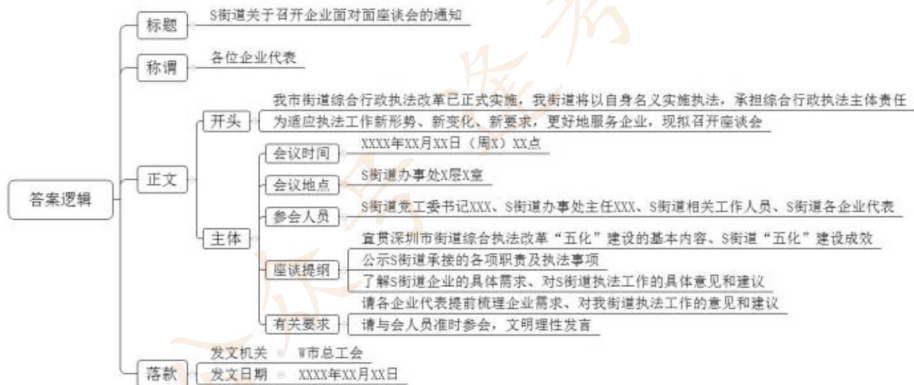 标题
S街道关于召开企业面对面座谈会的通知
称谓
各位企业代表
答案逻辑
正文
开头
我市街道综合行政执法改革已正式实施，我街道将以自身名义实施执法，承担综合行政执法主体责任
为适应执法工作新形势、新变化、新要求，更好地服务企业，现拟召开座谈会
主体
会议时间
XXXX年XX月XX日（周X）XX点
会议地点
S街道办事处X层X室
参会人员
S街道党工委书记XXX、S街道办事处主任XXX、S街道相关工作人员、S街道各企业代表
座谈提纲
宣贯深圳市街道综合执法改革“五化”建设的基本内容、S街道“五化”建设成效
公示S街道承接的各项职责及执法事项
了解S街道企业的具体需求、对S街道执法工作的具体意见和建议
有关要求
请各企业代表提前梳理企业需求、对我街道执法工作的意见和建议
请与会人员准时参会，文明理性发言
落款
发文机关 W市总工会
发文日期 XXXX年XX月XX日